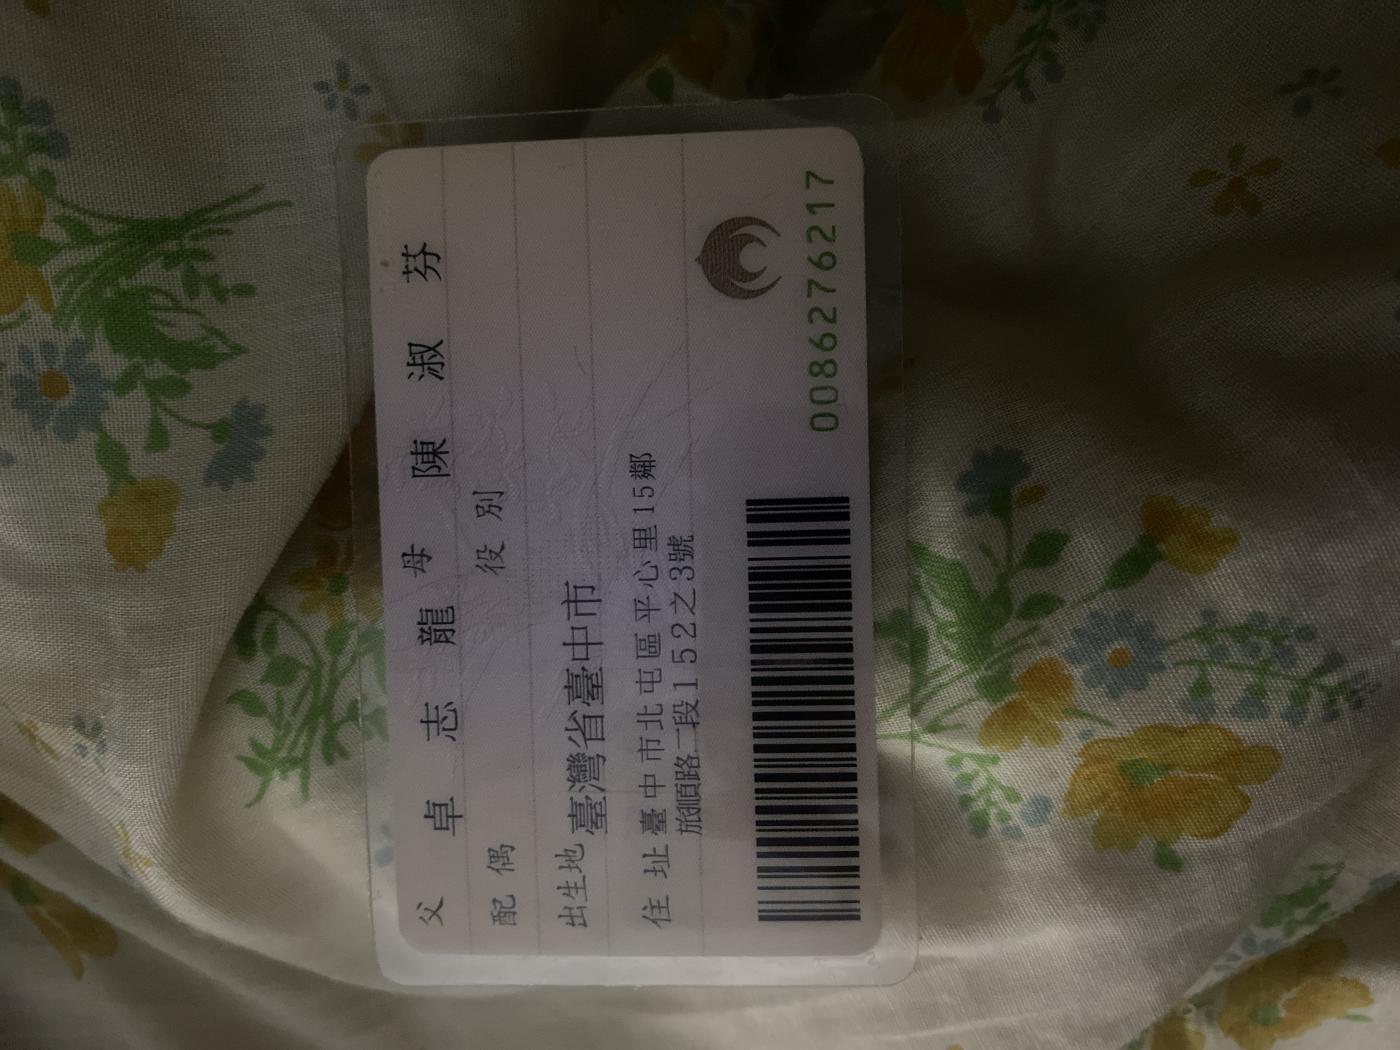 父 卓志龍 母 陳淑芬
配偶 役別
出生地 臺灣省臺中市
住址 臺中市北屯區平心里15鄰
旅順路二段152之3號
0086276217